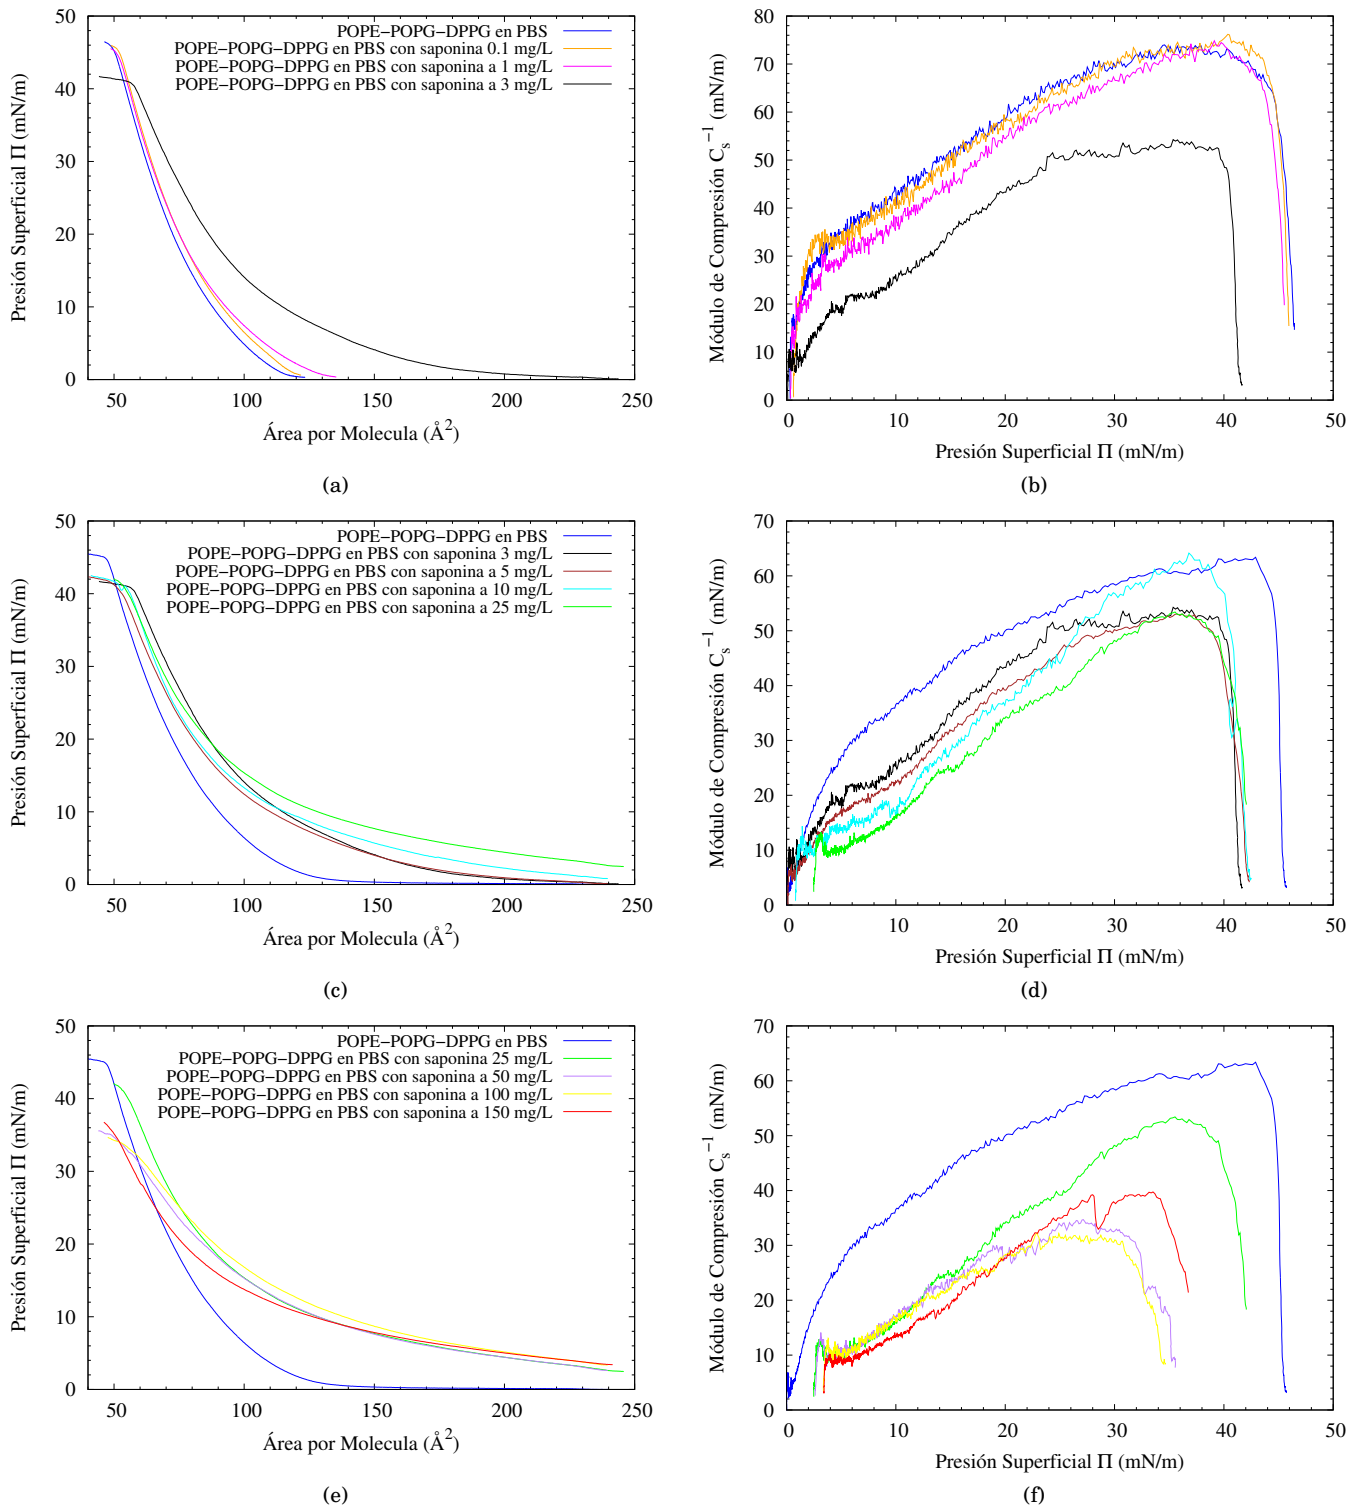 50
40
30
20
10
0
50
100
150
200
250
Presión Superficial Π (mN/m)
Área por Molecula (Å²)
POPE−POPG−DPPG en PBS
POPE−POPG−DPPG en PBS con saponina 0.1 mg/L
POPE−POPG−DPPG en PBS con saponina a 1 mg/L
POPE−POPG−DPPG en PBS con saponina a 3 mg/L
(a)
80
70
60
50
40
30
20
10
0
0
10
20
30
40
50
Módulo de Compresión Cₛ⁻¹ (mN/m)
Presión Superficial Π (mN/m)
(b)
50
40
30
20
10
0
50
100
150
200
250
Presión Superficial Π (mN/m)
Área por Molecula (Å²)
POPE−POPG−DPPG en PBS
POPE−POPG−DPPG en PBS con saponina 3 mg/L
POPE−POPG−DPPG en PBS con saponina a 5 mg/L
POPE−POPG−DPPG en PBS con saponina a 10 mg/L
POPE−POPG−DPPG en PBS con saponina a 25 mg/L
(c)
70
60
50
40
30
20
10
0
0
10
20
30
40
50
Módulo de Compresión Cₛ⁻¹ (mN/m)
Presión Superficial Π (mN/m)
(d)
50
40
30
20
10
0
50
100
150
200
250
Presión Superficial Π (mN/m)
Área por Molecula (Å²)
POPE−POPG−DPPG en PBS
POPE−POPG−DPPG en PBS con saponina 25 mg/L
POPE−POPG−DPPG en PBS con saponina a 50 mg/L
POPE−POPG−DPPG en PBS con saponina a 100 mg/L
POPE−POPG−DPPG en PBS con saponina a 150 mg/L
(e)
70
60
50
40
30
20
10
0
0
10
20
30
40
50
Módulo de Compresión Cₛ⁻¹ (mN/m)
Presión Superficial Π (mN/m)
(f)